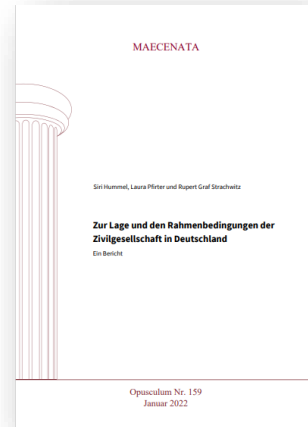 MAECENATA
Siri Hummel, Laura Pfirter und Rupert Graf Strachwitz
Zur Lage und den Rahmenbedingungen der
Zivilgesellschaft in Deutschland
Ein Bericht
Opusculum Nr. 159
Januar 2022